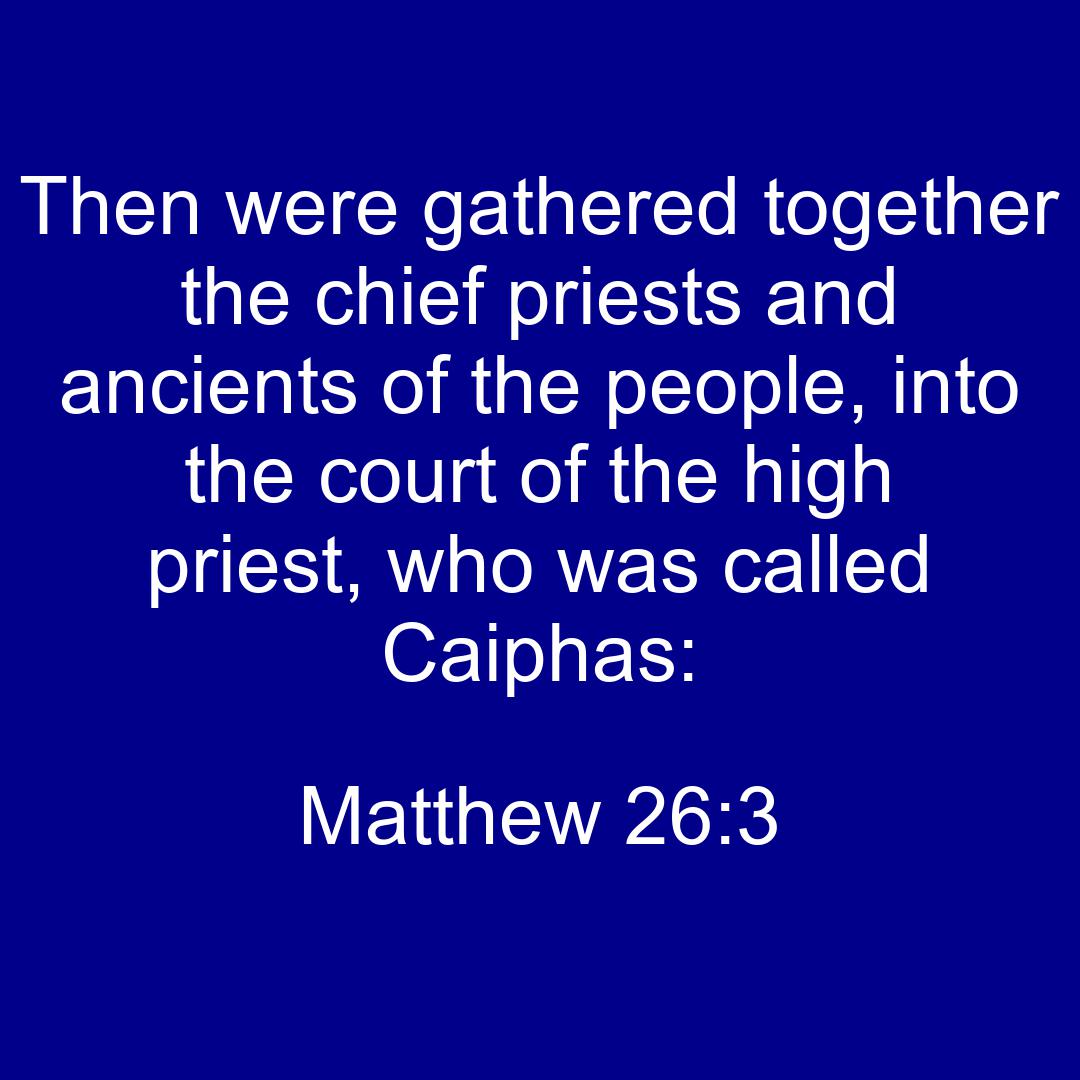 Then were gathered together
the chief priests and
ancients of the people, into
the court of the high
priest, who was called
Caiphas:
Matthew 26:3